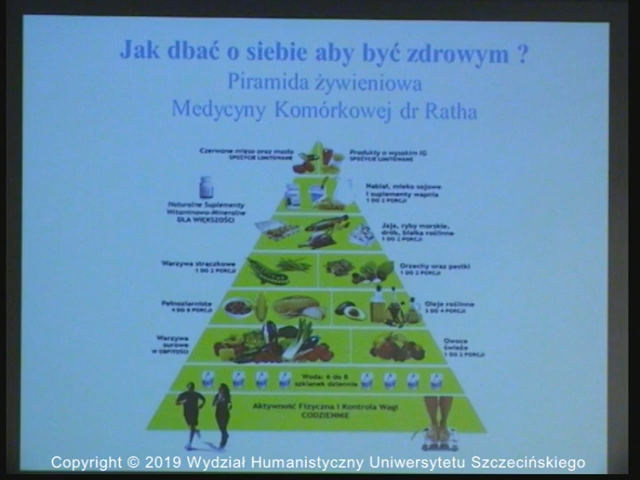 Jak dbać o siebie aby być zdrowym ?
Piramida żywieniowa
Medycyny Komórkowej dr Ratha
Czerwone mięso oraz masło
SPOŻYCIE LIMITOWANE
Produkty o wysokim IG
SPOŻYCIE LIMITOWANE
Naturalne Suplementy
Witaminowo-Mineralne
DLA WIĘKSZOŚCI
Nabiał, mleko sojowe
i suplementy wapnia
1 DO 2 PORCJI
Jaja, ryby morskie,
drób, białka roślinne
1 DO 2 PORCJI
Warzywa strączkowe
1 DO 2 PORCJI
Orzechy oraz pestki
1 DO 2 PORCJI
Pełnoziarniste
4 DO 8 PORCJI
Oleje roślinne
3 DO 4 PORCJI
Warzywa
surowe
W OBFITOŚCI
Owoce
świeże
1 DO 2 PORCJI
Woda: 6 do 8
szklanek dziennie
Aktywność Fizyczna i Kontrola Wagi
CODZIENNIE
Copyright © 2019 Wydział Humanistyczny Uniwersytetu Szczecińskiego